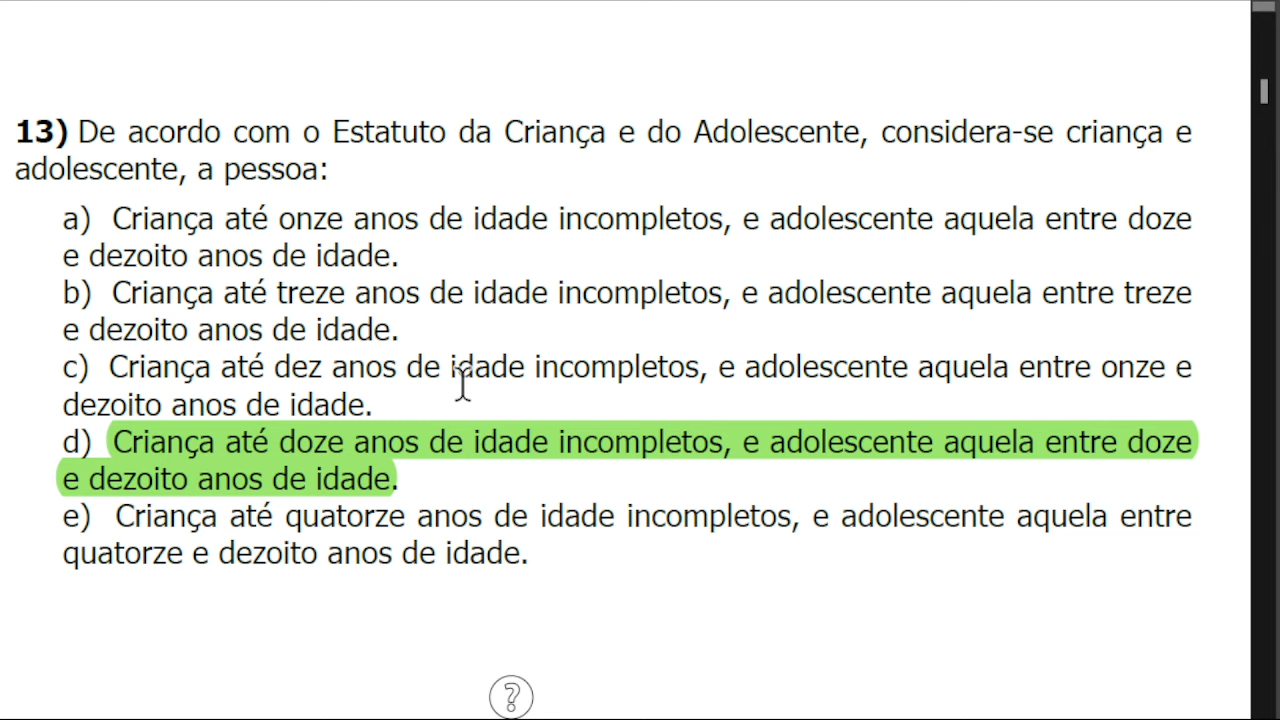 13) De acordo com o Estatuto da Criança e do Adolescente, considera-se criança e
adolescente, a pessoa:
a) Criança até onze anos de idade incompletos, e adolescente aquela entre doze
e dezoito anos de idade.
b) Criança até treze anos de idade incompletos, e adolescente aquela entre treze
e dezoito anos de idade.
c) Criança até dez anos de idade incompletos, e adolescente aquela entre onze e
dezoito anos de idade.
d) Criança até doze anos de idade incompletos, e adolescente aquela entre doze
e dezoito anos de idade.
e) Criança até quatorze anos de idade incompletos, e adolescente aquela entre
quatorze e dezoito anos de idade.
?